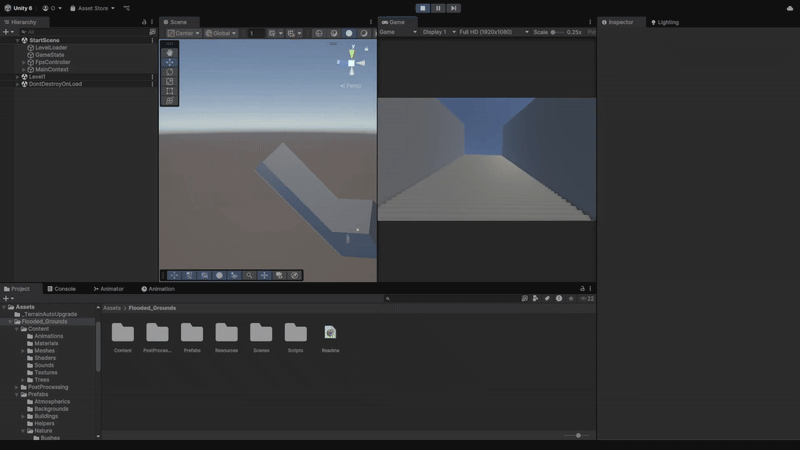 Unity 6
Asset Store
Hierarchy
All
StartScene
LevelLoader
GameState
FpsController
MainContext
Level1
DontDestroyOnLoad
Scene
Center
Global
1
y
Persp
Game
Game
Display 1
Full HD (1920x1080)
Scale
0.25x
Inspector
Lighting
Project
Console
Animator
Animation
22
Assets
_TerrainAutoUpgrade
Flooded_Grounds
Content
Animations
Materials
Meshes
Shaders
Sounds
Textures
Trees
PostProcessing
Prefabs
Atmospherics
Backgrounds
Buildings
Helpers
Nature
Bushes
Assets > Flooded_Grounds
Content
PostProces...
Prefabs
Resources
Scenes
Scripts
Readme